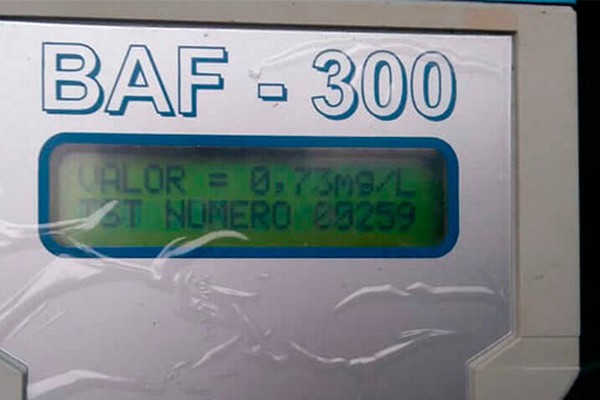 BAF - 300
VALOR = 0,73mg/L
TST NUMERO 00259